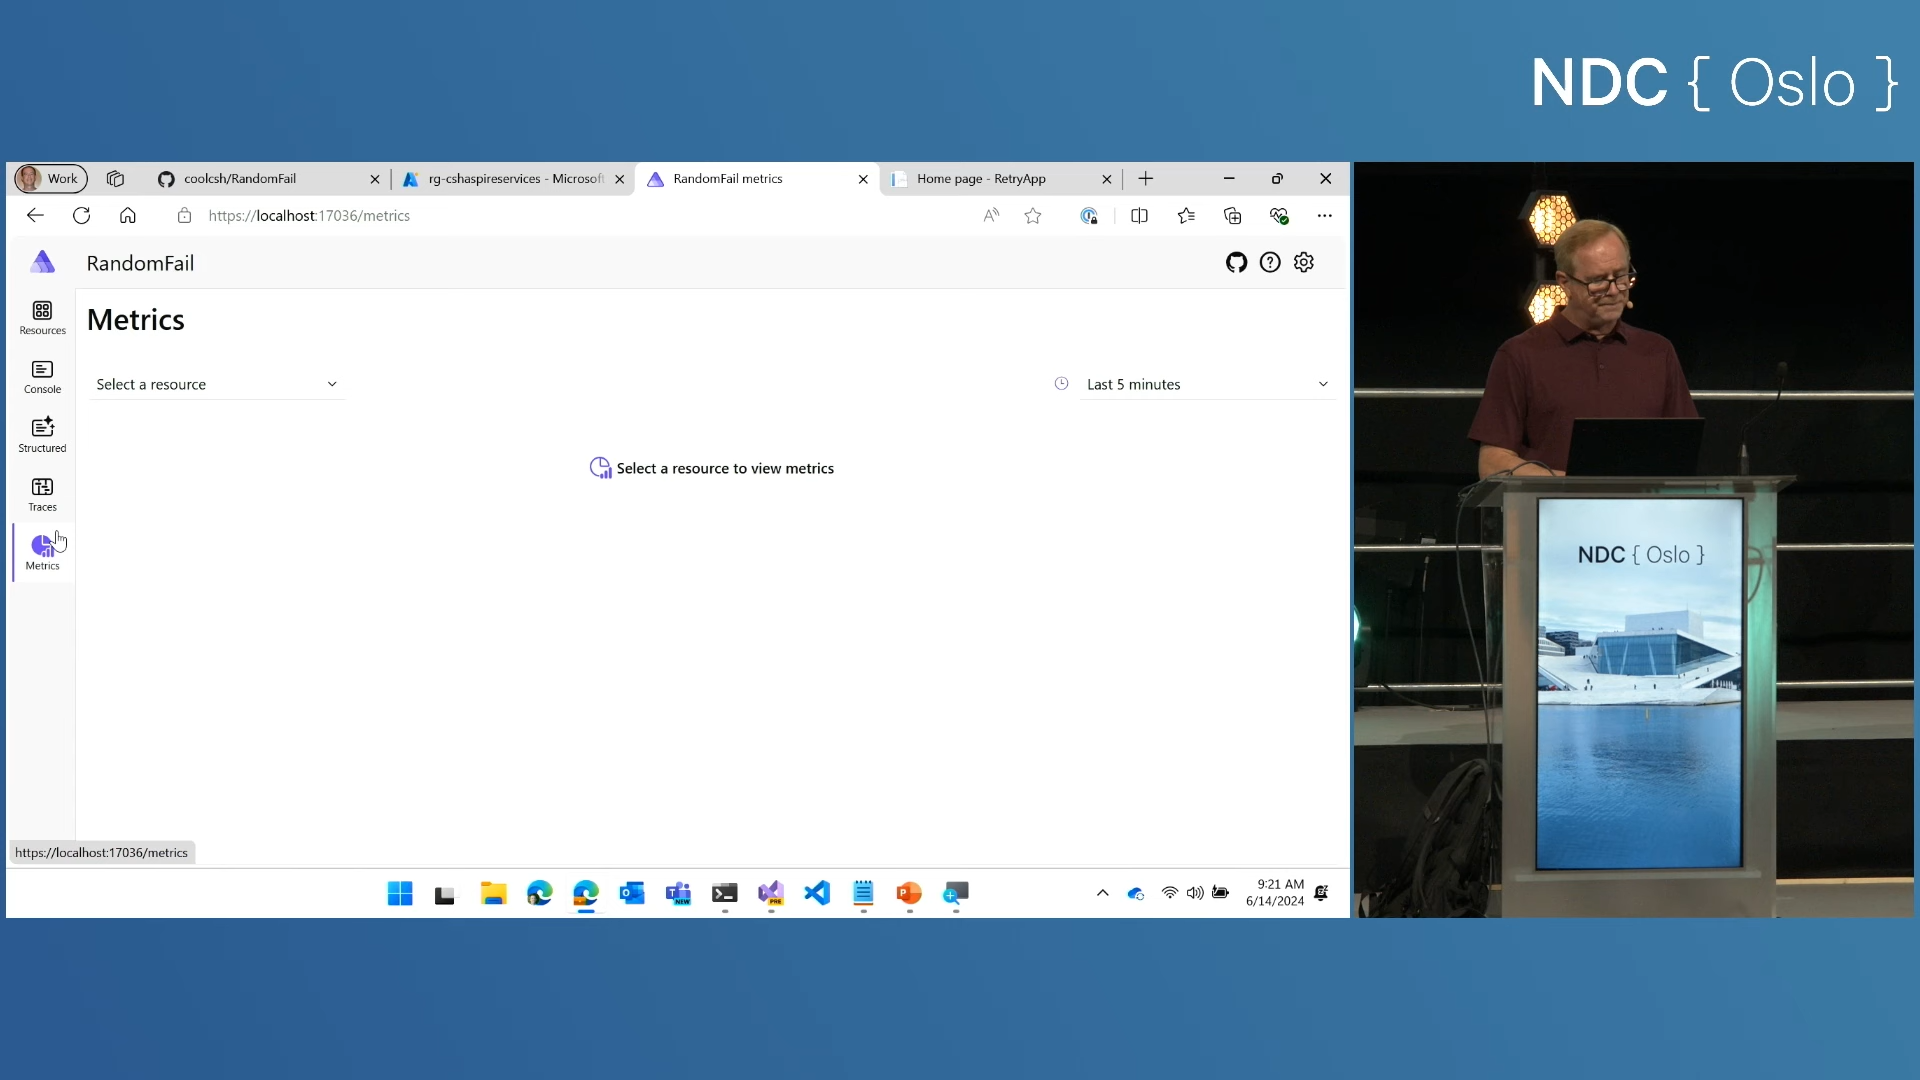 NDC { Oslo }
Work
coolcsh/RandomFail
rg-cshaspireservices - Microsoft
RandomFail metrics
Home page - RetryApp
https://localhost:17036/metrics
RandomFail
Metrics
Resources
Select a resource
Last 5 minutes
Console
Structured
Select a resource to view metrics
Traces
Metrics
NDC { Oslo }
https://localhost:17036/metrics
NEW
PRE
9:21 AM
6/14/2024